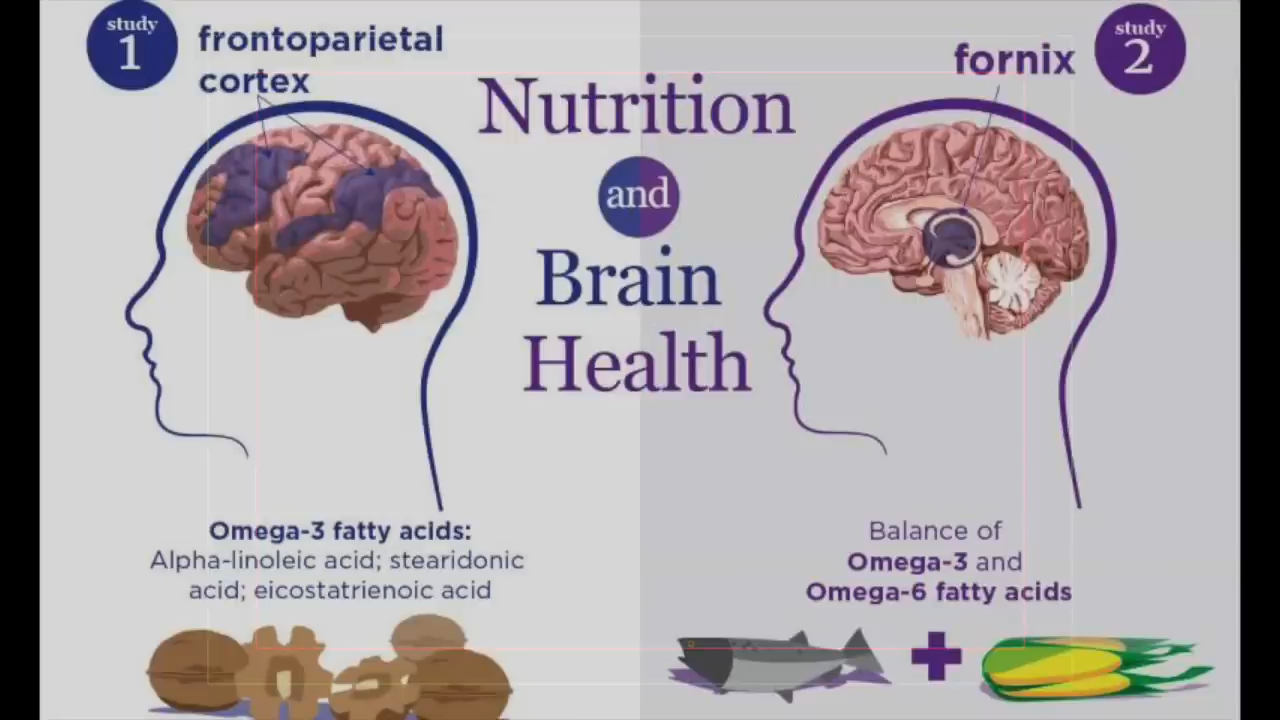 study
1
frontoparietal
cortex
Nutrition
and
Brain
Health
fornix
study
2
Omega-3 fatty acids:
Alpha-linoleic acid; stearidonic
acid; eicostatrienoic acid
Balance of
Omega-3 and
Omega-6 fatty acids